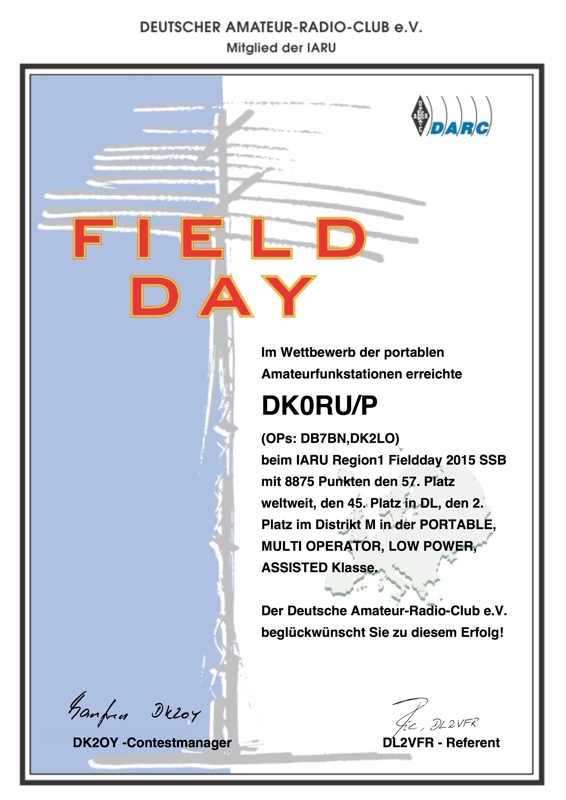 DEUTSCHER AMATEUR-RADIO-CLUB e.V.
Mitglied der IARU
DARC
FIELD
DAY
Im Wettbewerb der portablen
Amateurfunkstationen erreichte
DK0RU/P
(OPs: DB7BN,DK2LO)
beim IARU Region1 Fieldday 2015 SSB
mit 8875 Punkten den 57. Platz
weltweit, den 45. Platz in DL, den 2.
Platz im Distrikt M in der PORTABLE,
MULTI OPERATOR, LOW POWER,
ASSISTED Klasse.
Der Deutsche Amateur-Radio-Club e.V.
beglückwünscht Sie zu diesem Erfolg!
Manfred DK2OY
DL2VFR
DK2OY -Contestmanager
DL2VFR - Referent